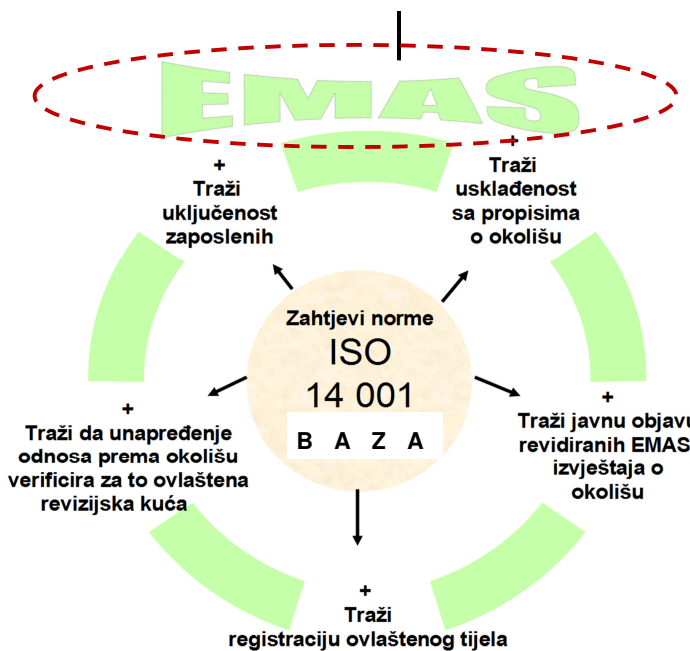 EMAS
+
Traži
uključenost
zaposlenih
+
Traži
usklađenost
sa propisima
o okolišu
Zahtjevi norme
ISO
14 001
B A Z A
+
Traži da unapređenje
odnosa prema okolišu
verificira za to ovlaštena
revizijska kuća
+
Traži javnu objavu
revidiranih EMAS
izvještaja o
okolišu
+
Traži
registraciju ovlaštenog tijela